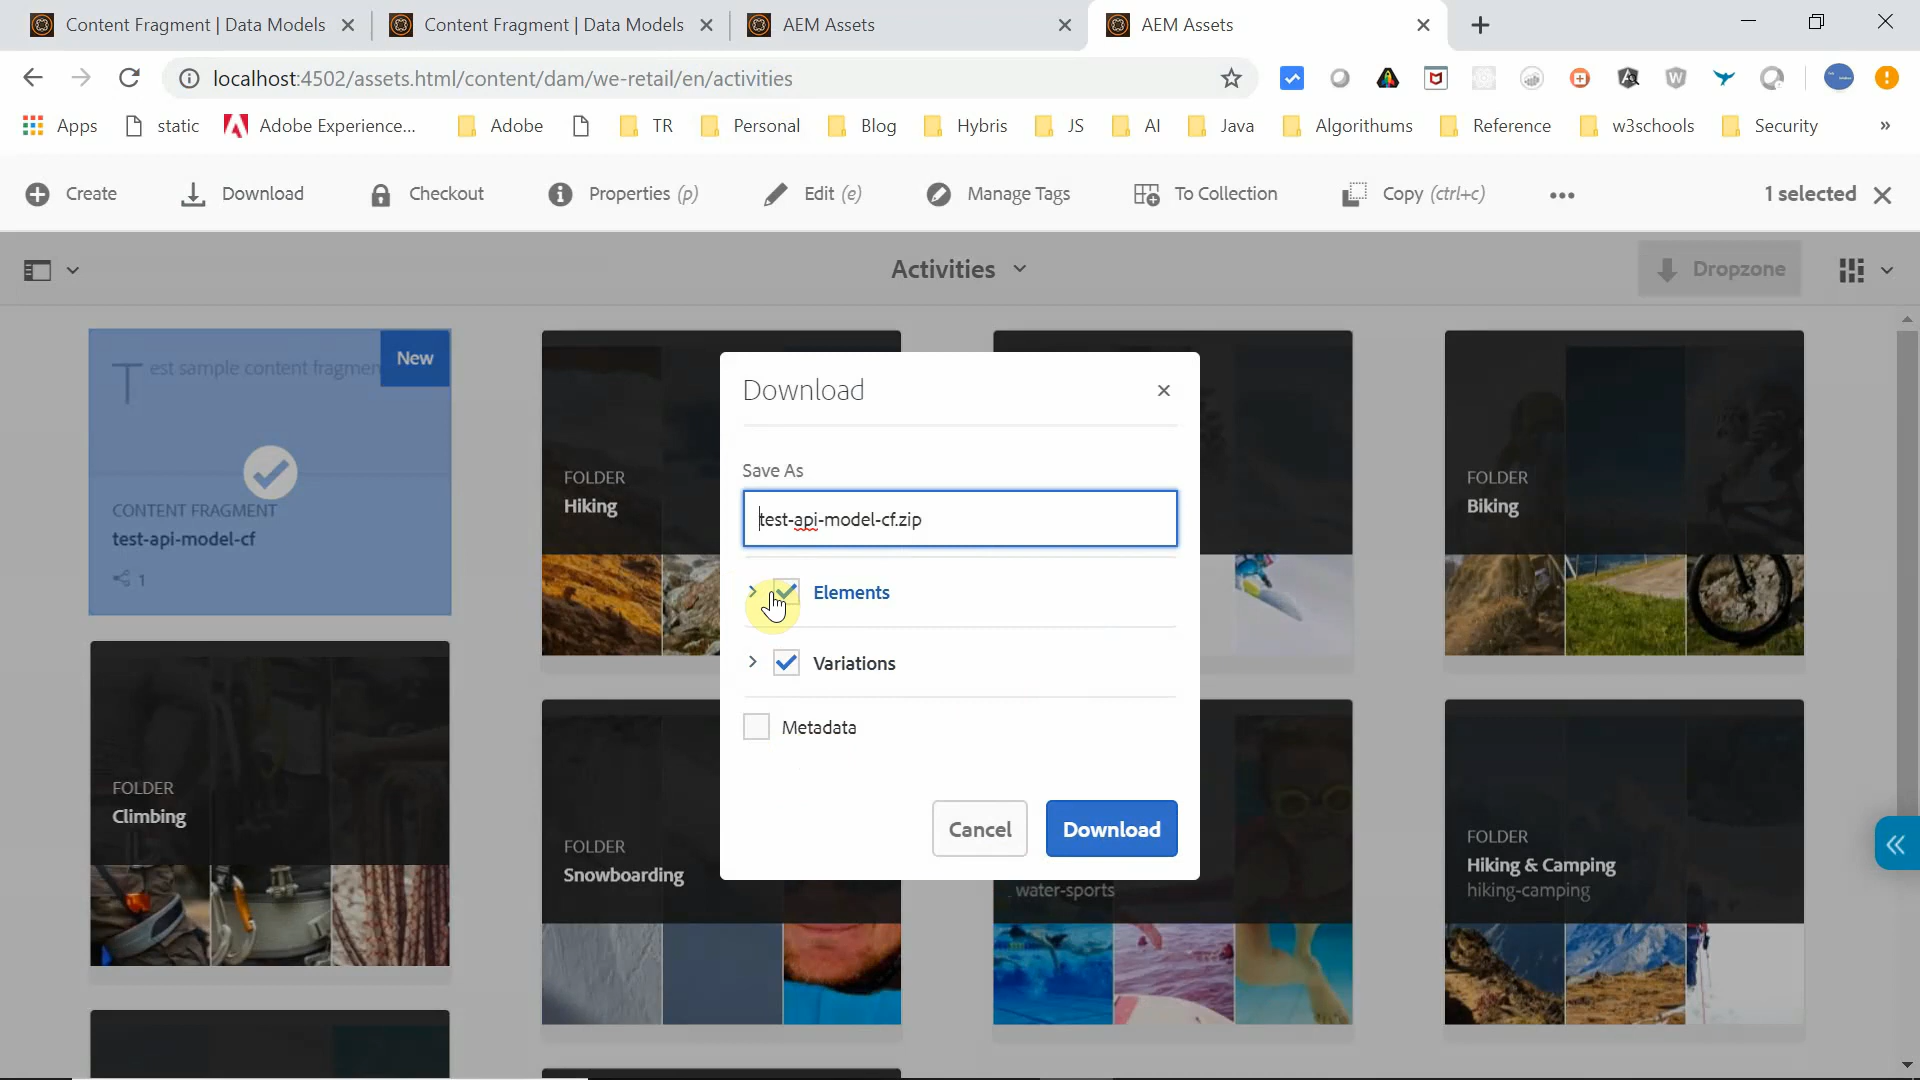 Content Fragment | Data Models
Content Fragment | Data Models
AEM Assets
AEM Assets
localhost:4502/assets.html/content/dam/we-retail/en/activities
Apps
static
Adobe Experience...
Adobe
TR
Personal
Blog
Hybris
JS
AI
Java
Algorithums
Reference
w3schools
Security
»
Create
Download
Checkout
Properties (p)
Edit (e)
Manage Tags
To Collection
Copy (ctrl+c)
1 selected
Activities
Dropzone
Test sample content fragmen
New
CONTENT FRAGMENT
test-api-model-cf
1
FOLDER
Hiking
FOLDER
Biking
FOLDER
Climbing
FOLDER
Snowboarding
water-sports
FOLDER
Hiking & Camping
hiking-camping
Download
Save As
test-api-model-cf.zip
Elements
Variations
Metadata
Cancel
Download